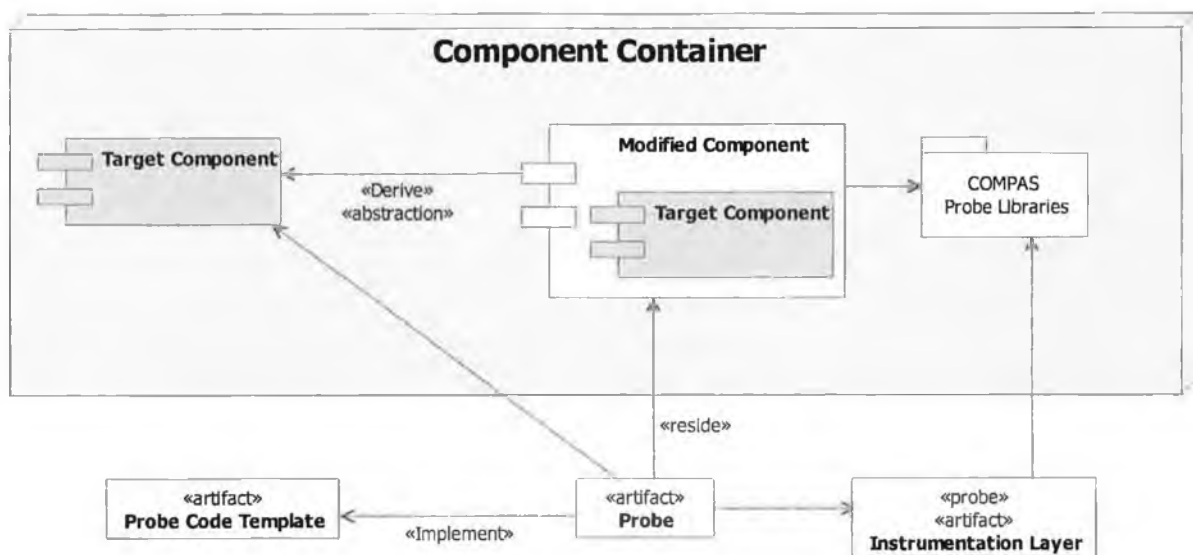 Component Container
Target Component
Modified Component
«Derive»
«abstraction»
Target Component
COMPAS
Probe Libraries
«reside»
«artifact»
Probe Code Template
«Implement»
«artifact»
Probe
«probe»
«artifact»
Instrumentation Layer